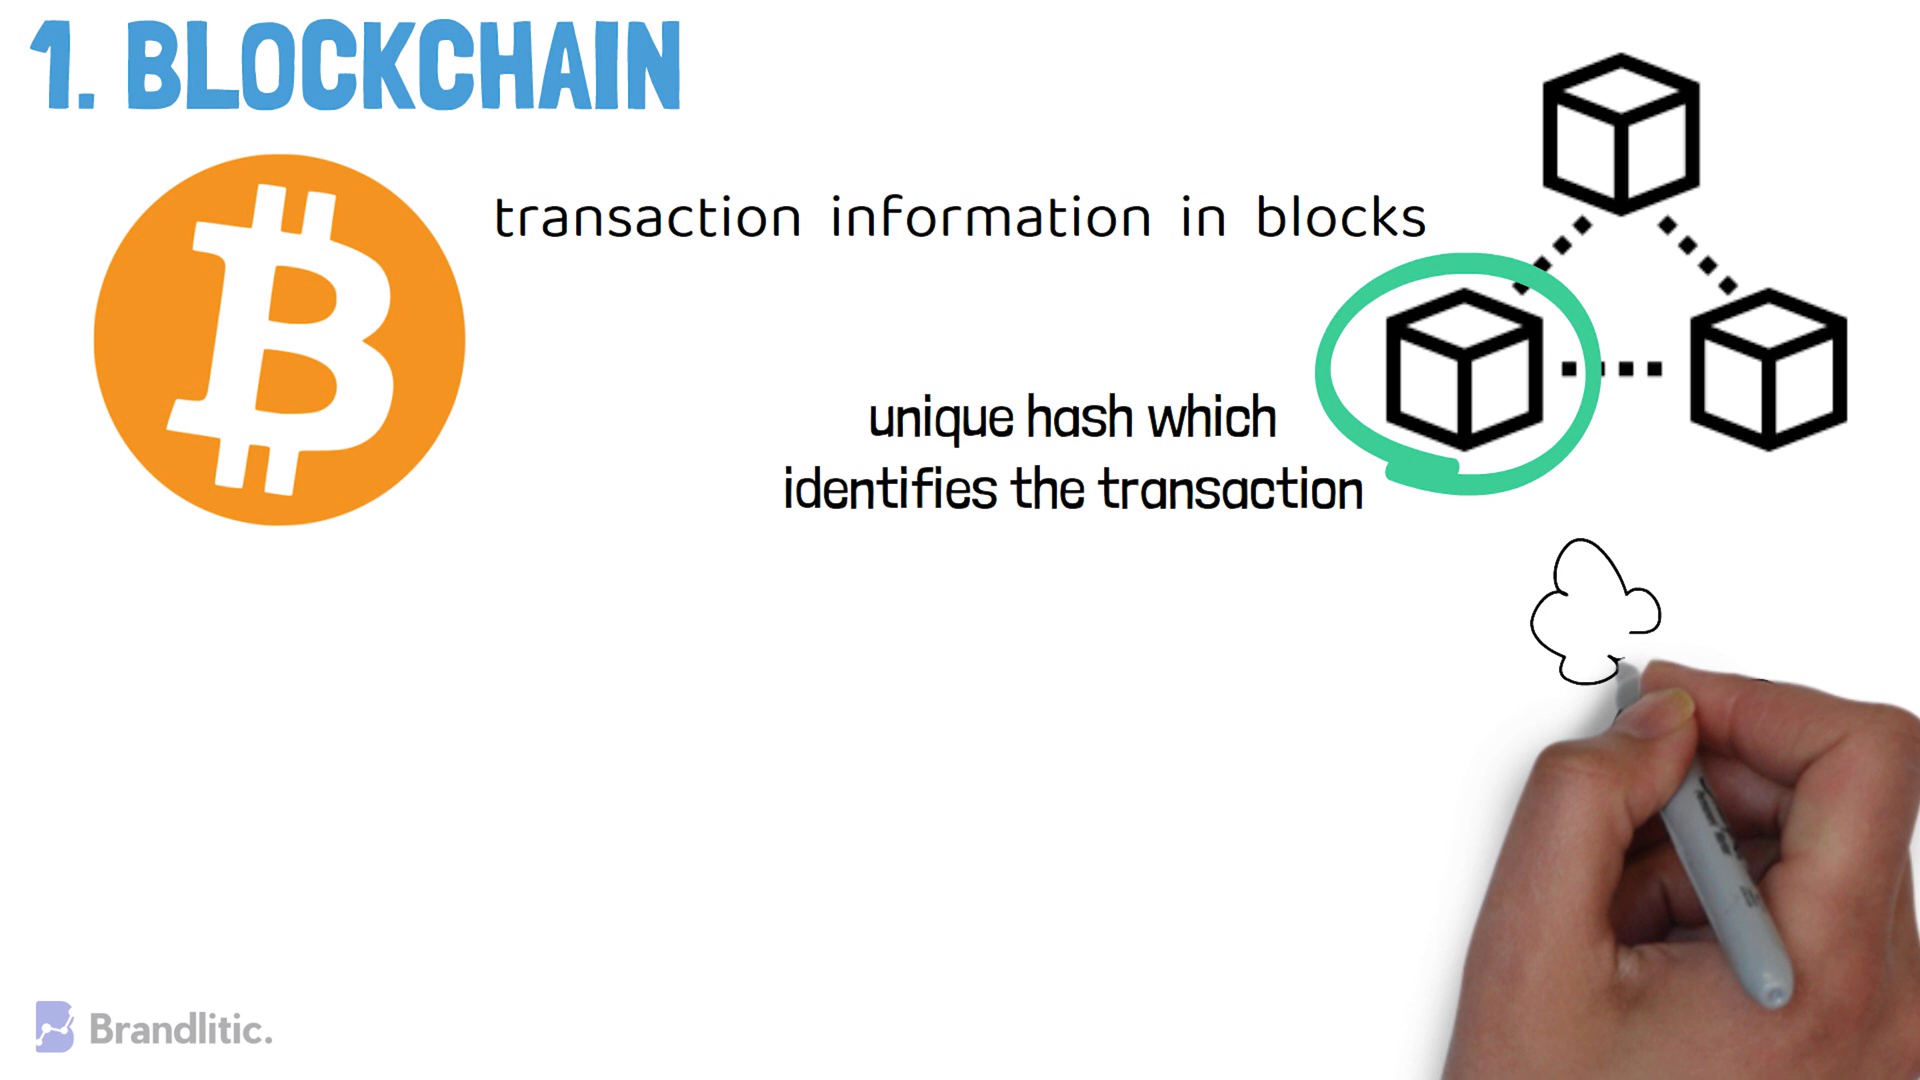 1. BLOCKCHAIN
transaction information in blocks
unique hash which
identifies the transaction
Brandlitic.